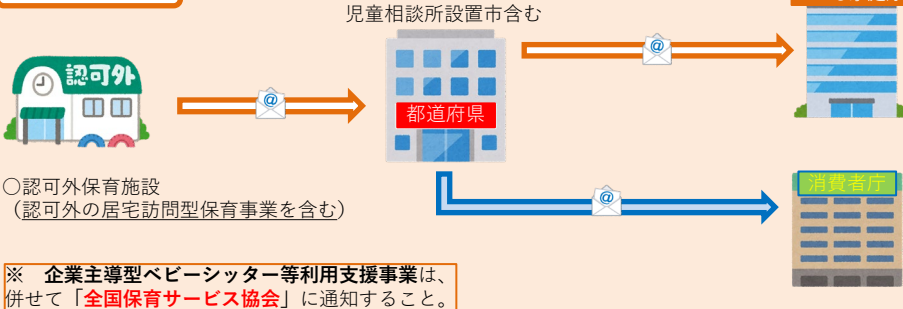 児童相談所設置市含む
認可外
@
@
都道府県
消費者庁
@
○認可外保育施設
（認可外の居宅訪問型保育事業を含む）
※　企業主導型ベビーシッター等利用支援事業は、
併せて「全国保育サービス協会」に通知すること。